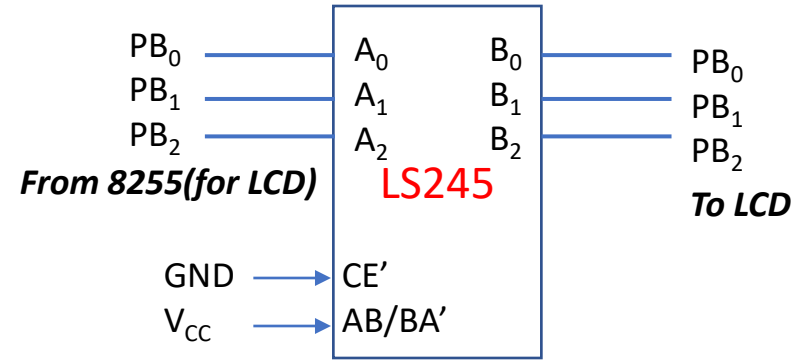 PB₀ A₀ B₀ PB₀
PB₁ A₁ B₁ PB₁
PB₂ A₂ B₂ PB₂
From 8255(for LCD) LS245 To LCD
GND CE’
V_CC AB/BA’